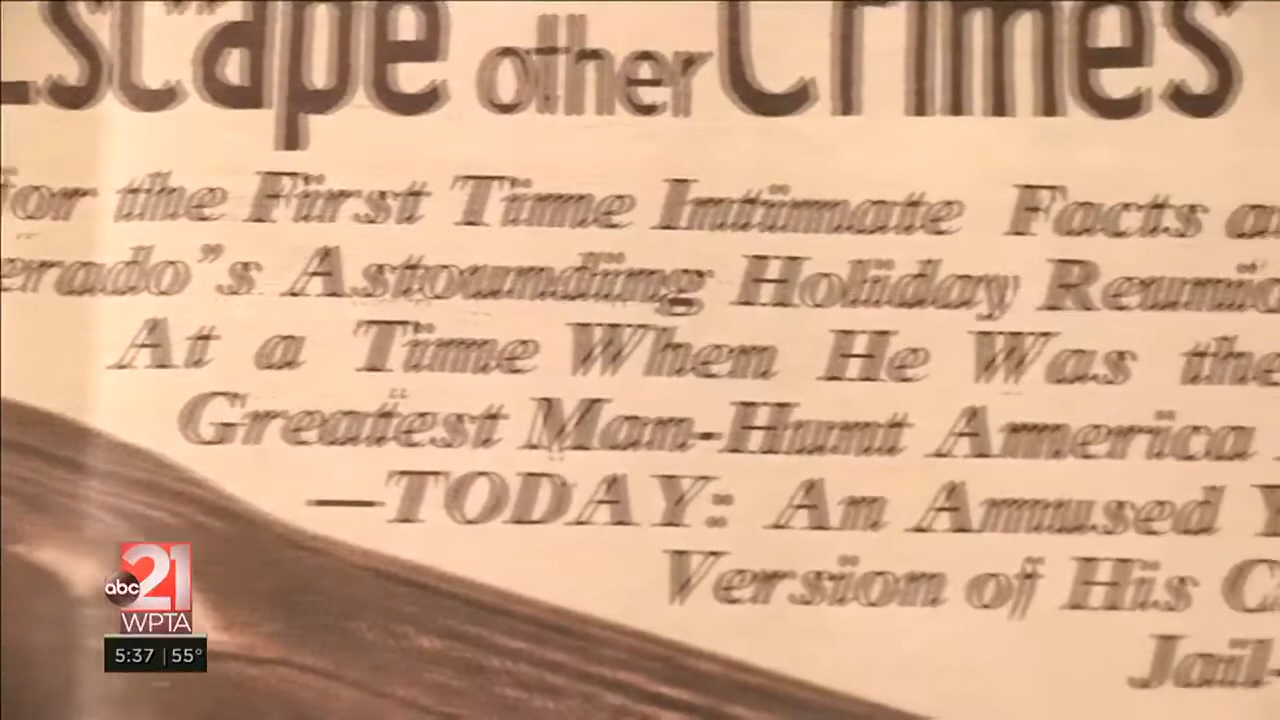 Escape other Crimes
for the First Time Intimate Facts a
erado"s Astounding Holiday Reunio
At a Time When He Was the
Greatest Man-Hunt America
—TODAY: An Amused Y
Version of His C
Jail-
abc 21
WPTA
5:37 | 55°